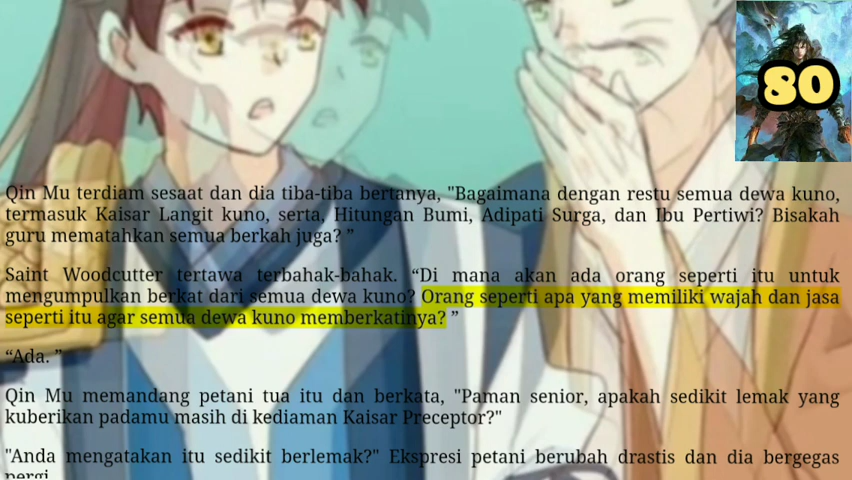 80
Qin Mu terdiam sesaat dan dia tiba-tiba bertanya, "Bagaimana dengan restu semua dewa kuno,
termasuk Kaisar Langit kuno, serta, Hitungan Bumi, Adipati Surga, dan Ibu Pertiwi? Bisakah
guru mematahkan semua berkah juga? ”
Saint Woodcutter tertawa terbahak-bahak. “Di mana akan ada orang seperti itu untuk
mengumpulkan berkat dari semua dewa kuno? Orang seperti apa yang memiliki wajah dan jasa
seperti itu agar semua dewa kuno memberkatinya? ”
“Ada. ”
Qin Mu memandang petani tua itu dan berkata, "Paman senior, apakah sedikit lemak yang
kuberikan padamu masih di kediaman Kaisar Preceptor?"
"Anda mengatakan itu sedikit berlemak?" Ekspresi petani berubah drastis dan dia bergegas
pergi